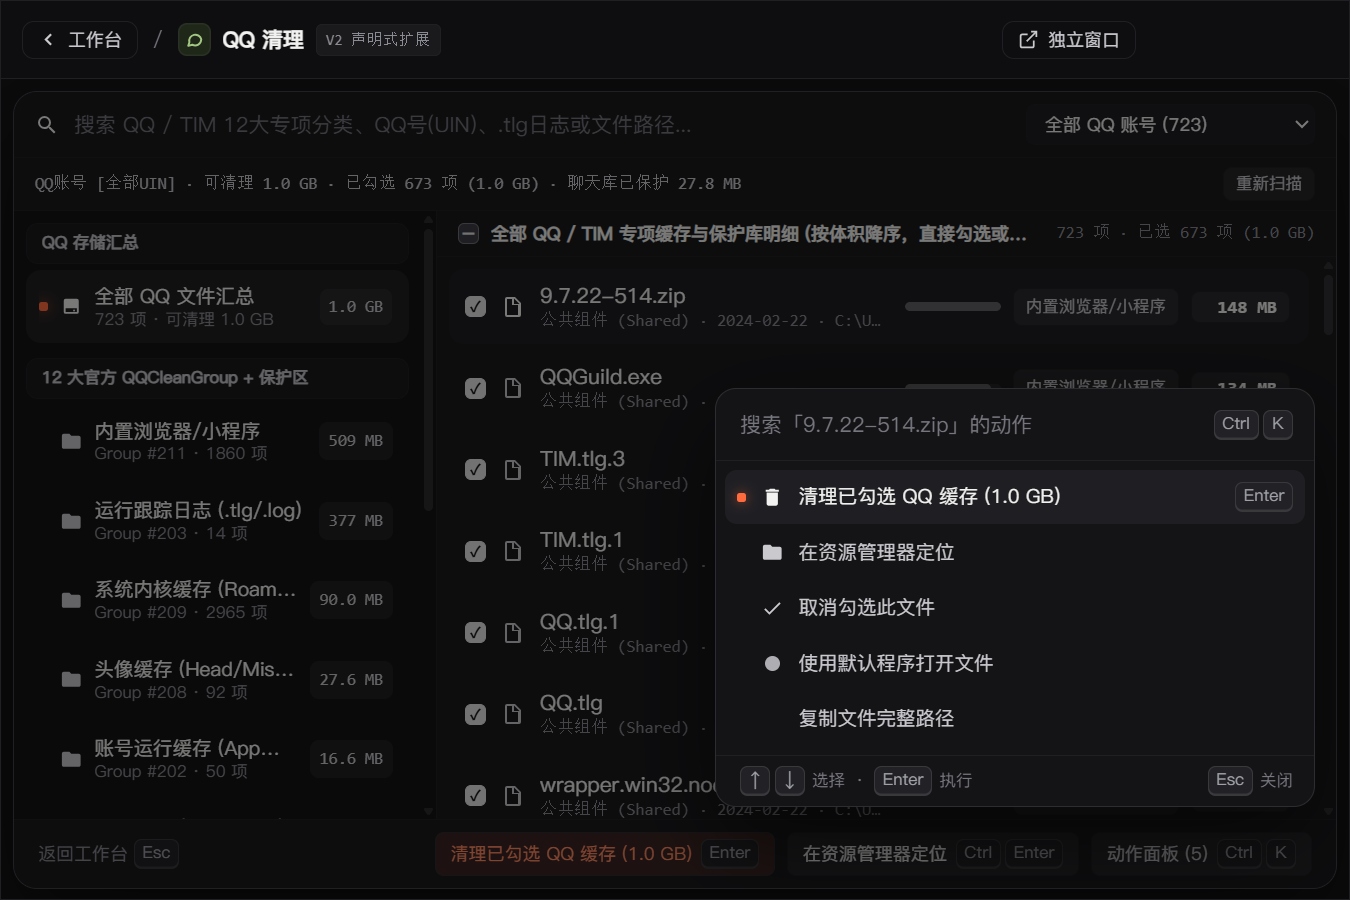 工作台 / QQ 清理 V2 声明式扩展 独立窗口
搜索 QQ / TIM 12大专项分类、QQ号(UIN)、.tlg日志或文件路径... 全部 QQ 账号 (723)
QQ账号 [全部UIN] · 可清理 1.0 GB · 已勾选 673 项 (1.0 GB) · 聊天库已保护 27.8 MB 重新扫描
QQ 存储汇总
全部 QQ 文件汇总 1.0 GB
723 项 · 可清理 1.0 GB
12 大官方 QQCleanGroup + 保护区
内置浏览器/小程序 509 MB
Group #211 · 1860 项
运行跟踪日志 (.tlg/.log) 377 MB
Group #203 · 14 项
系统内核缓存 (Roam... 90.0 MB
Group #209 · 2965 项
头像缓存 (Head/Mis... 27.6 MB
Group #208 · 92 项
账号运行缓存 (App... 16.6 MB
Group #202 · 50 项
全部 QQ / TIM 专项缓存与保护库明细 (按体积降序，直接勾选或... 723 项 · 已选 673 项 (1.0 GB)
9.7.22-514.zip 内置浏览器/小程序 148 MB
公共组件 (Shared) · 2024-02-22 · C:\U...
QQGuild.exe 内置浏览器/小程序 134 MB
公共组件 (Shared) ·
TIM.tlg.3
公共组件 (Shared) ·
TIM.tlg.1
公共组件 (Shared) ·
QQ.tlg.1
公共组件 (Shared) ·
QQ.tlg
公共组件 (Shared) ·
wrapper.win32.no
公共组件 (Shared) · 2024-02-22 · C:\U...
搜索「9.7.22-514.zip」的动作 Ctrl K
清理已勾选 QQ 缓存 (1.0 GB) Enter
在资源管理器定位
取消勾选此文件
使用默认程序打开文件
复制文件完整路径
↑ ↓ 选择 · Enter 执行 Esc 关闭
返回工作台 Esc 清理已勾选 QQ 缓存 (1.0 GB) Enter 在资源管理器定位 Ctrl Enter 动作面板 (5) Ctrl K